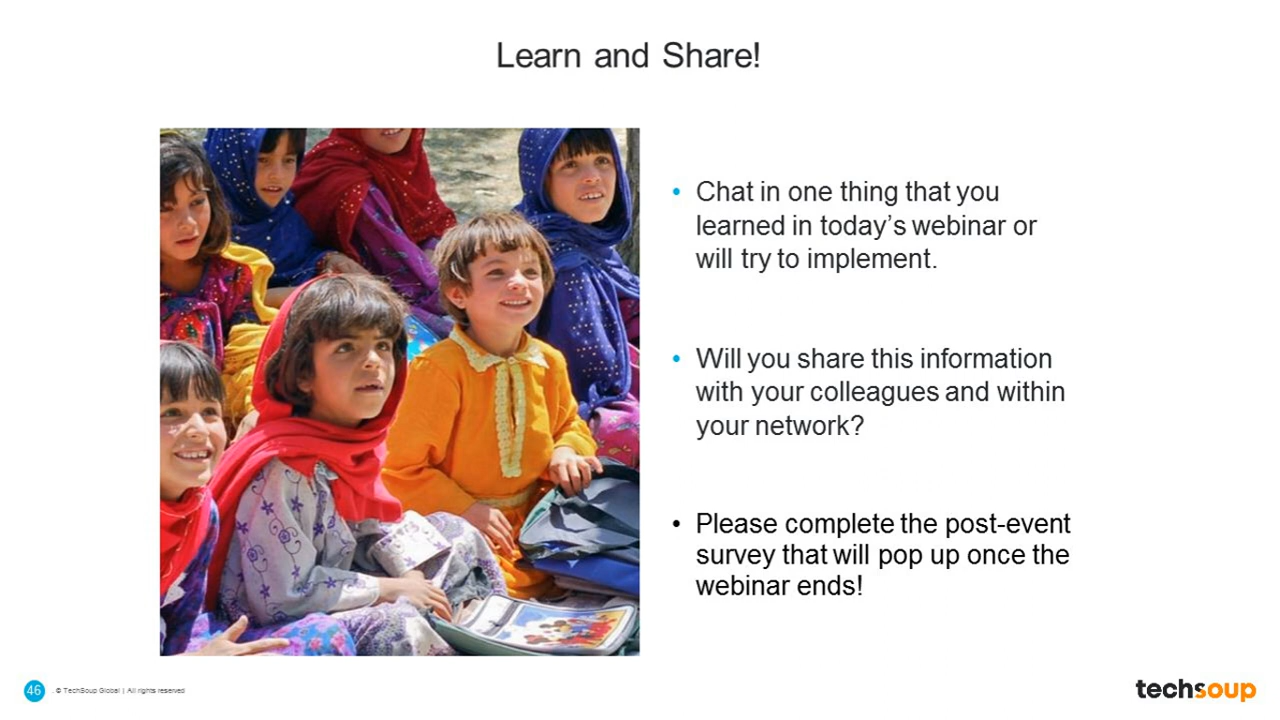 Learn and Share!
• Chat in one thing that you
learned in today’s webinar or
will try to implement.
• Will you share this information
with your colleagues and within
your network?
• Please complete the post-event
survey that will pop up once the
webinar ends!
46 . © TechSoup Global | All rights reserved
techsoup